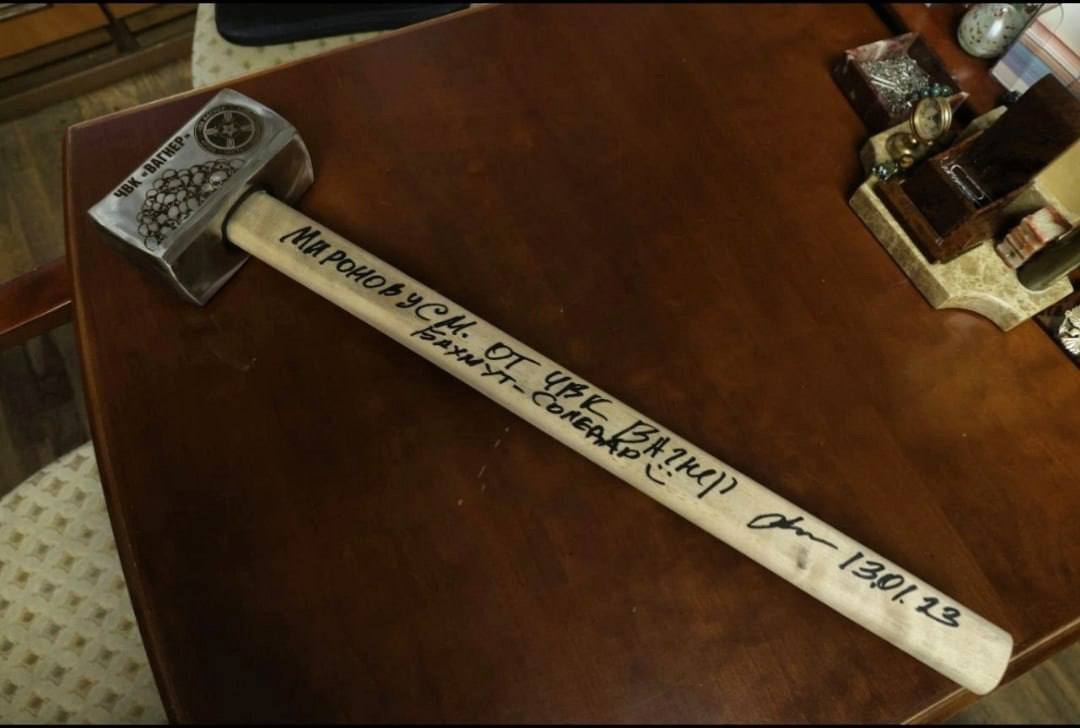 ЧВК «ВАГНЕР»
МИРОНОВУ С.М. ОТ ЧВК ВАГНЕР
БАХМУТ-СОЛЕДАР
13.01.23